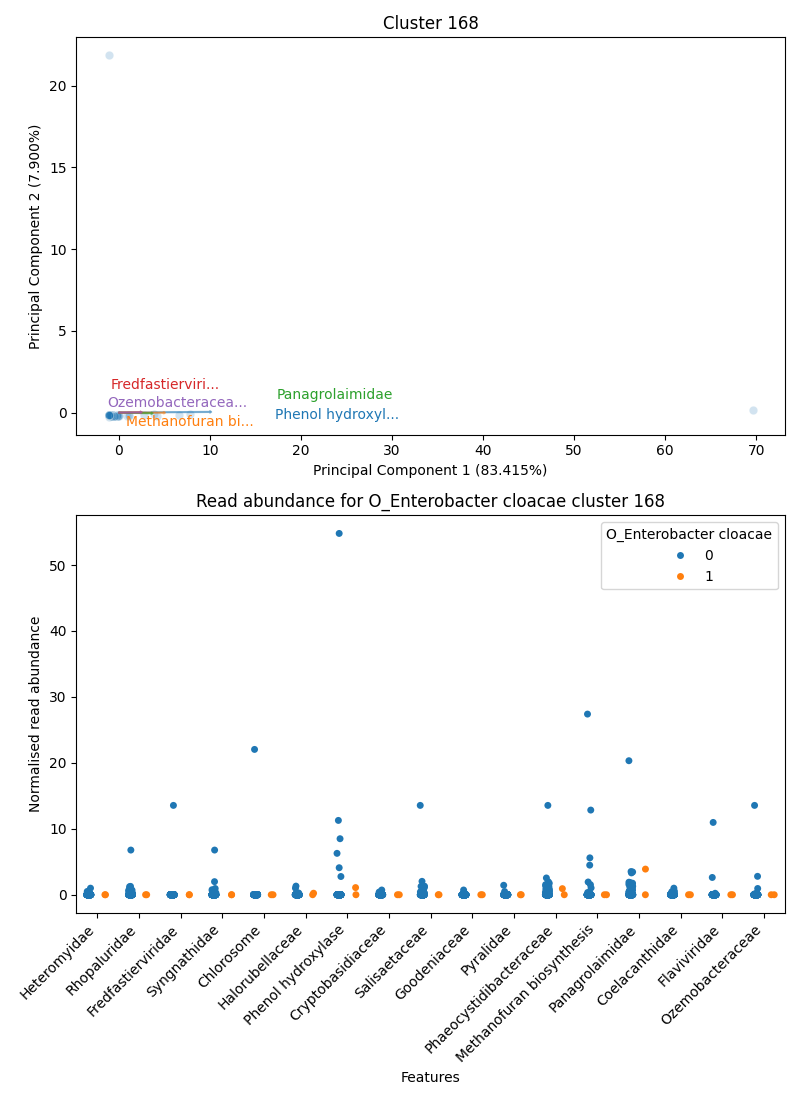 Cluster 168
Principal Component 2 (7.900%)
20
15
10
5
0
Fredfastierviri...
Ozemobacteracea...
Panagrolaimidae
Methanofuran bi...
Phenol hydroxyl...
0 10 20 30 40 50 60 70
Principal Component 1 (83.415%)
Read abundance for O_Enterobacter cloacae cluster 168
Normalised read abundance
50
40
30
20
10
0
O_Enterobacter cloacae
0
1
Heteromyidae
Rhopaluridae
Fredfastierviridae
Syngnathidae
Chlorosome
Halorubellaceae
Phenol hydroxylase
Cryptobasidiaceae
Salisaetaceae
Goodeniaceae
Pyralidae
Phaeocystidibacteraceae
Methanofuran biosynthesis
Panagrolaimidae
Coelacanthidae
Flaviviridae
Ozemobacteraceae
Features